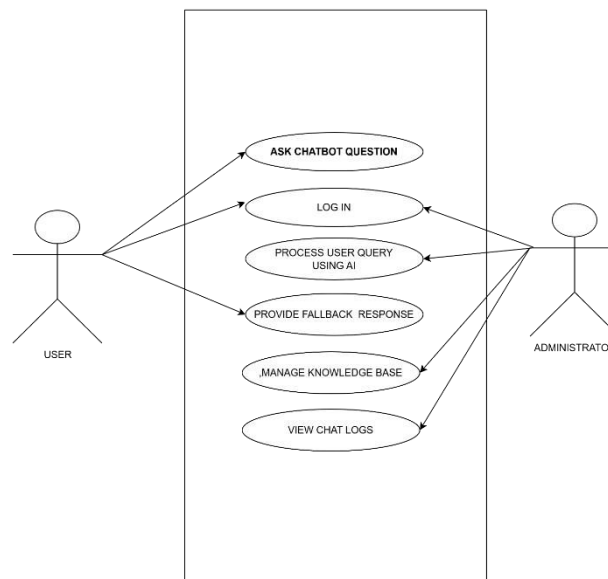 ASK CHATBOT QUESTION
LOG IN
PROCESS USER QUERY
USING AI
PROVIDE FALLBACK RESPONSE
,MANAGE KNOWLEDGE BASE
VIEW CHAT LOGS
USER
ADMINISTRATO